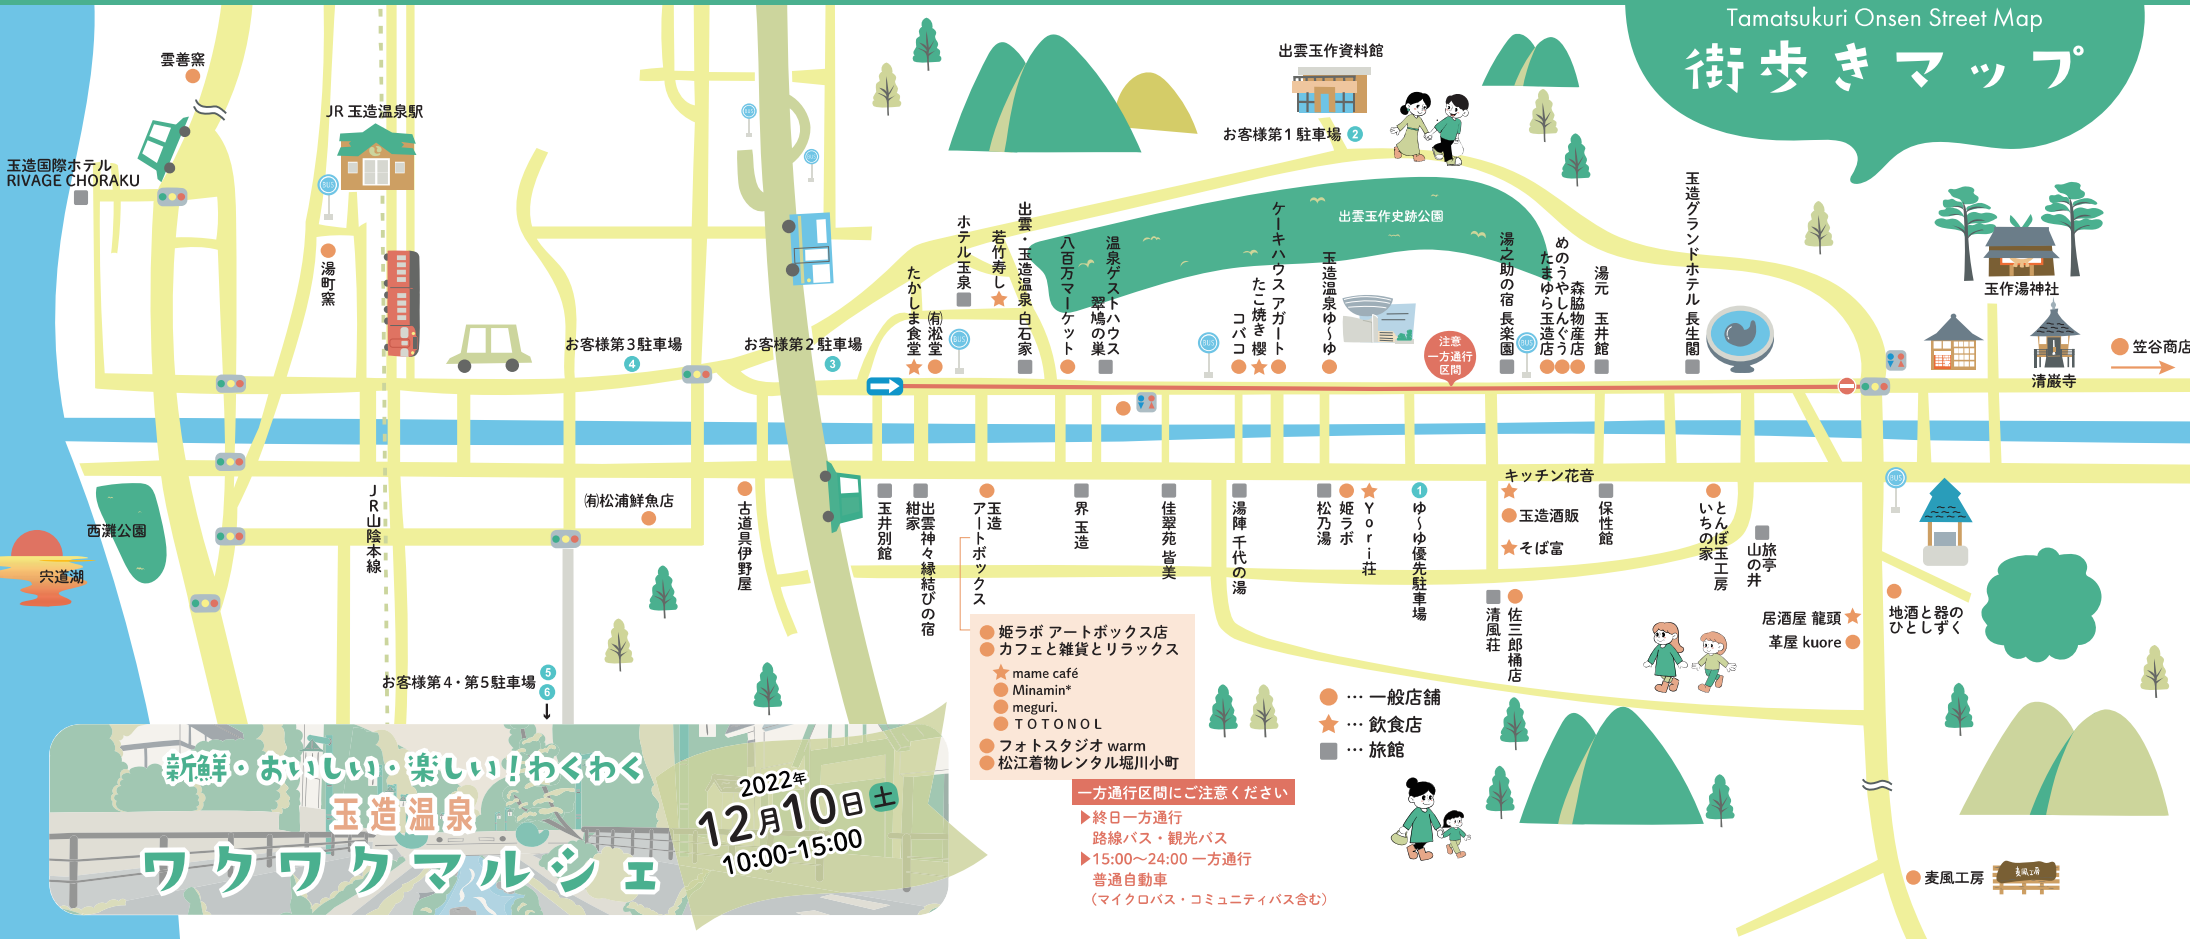 Tamatsukuri Onsen Street Map
街歩きマップ
雲善窯
JR 玉造温泉駅
玉造国際ホテル
RIVAGE CHORAKU
BUS
湯町窯
出雲玉作資料館
お客様第1 駐車場 2
出雲玉作史跡公園
お客様第3駐車場
4
お客様第2 駐車場
3
たかしま食堂
㈲淞堂
ホテル玉泉
若竹寿し
出雲・玉造温泉 白石家
八百万マーケット
翠鳩の巣
温泉ゲストハウス
コバコ
たこ焼き 櫻
ケーキハウス アガート
玉造温泉ゆ～ゆ
注意
一方通行
区間
湯之助の宿 長楽園
たまゆら玉造店
めのうやしんぐう
森脇物産店
湯元 玉井館
玉造グランドホテル 長生閣
玉作湯神社
清巌寺
笠谷商店
BUS
BUS
BUS
BUS
西灘公園
宍道湖
JR山陰本線
㈲松浦鮮魚店
古道具伊野屋
玉井別館
出雲神々縁結びの宿
紺家
玉造
アートボックス
界 玉造
佳翠苑 皆美
湯陣 千代の湯
松乃湯
姫ラボ
Yori荘
1
ゆ～ゆ優先駐車場
キッチン花音
玉造酒販
そば富
保性館
清風荘
佐三郎桶店
とんぼ玉工房
いちの家
旅亭
山の井
居酒屋 龍頭
革屋 kuore
地酒と器の
ひとしずく
麦風工房
麦風工房
お客様第4・第5駐車場
5
6
↓
姫ラボ アートボックス店
カフェと雑貨とリラックス
mame café
Minamin*
meguri.
TOTONOL
フォトスタジオ warm
松江着物レンタル堀川小町
… 一般店舗
… 飲食店
… 旅館
一方通行区間にご注意ください
▶終日一方通行
路線バス・観光バス
▶15:00～24:00 一方通行
普通自動車
（マイクロバス・コミュニティバス含む）
新鮮・おいしい・楽しい！わくわく
玉造温泉
ワクワクマルシェ
2022年
12月10日土
10:00-15:00